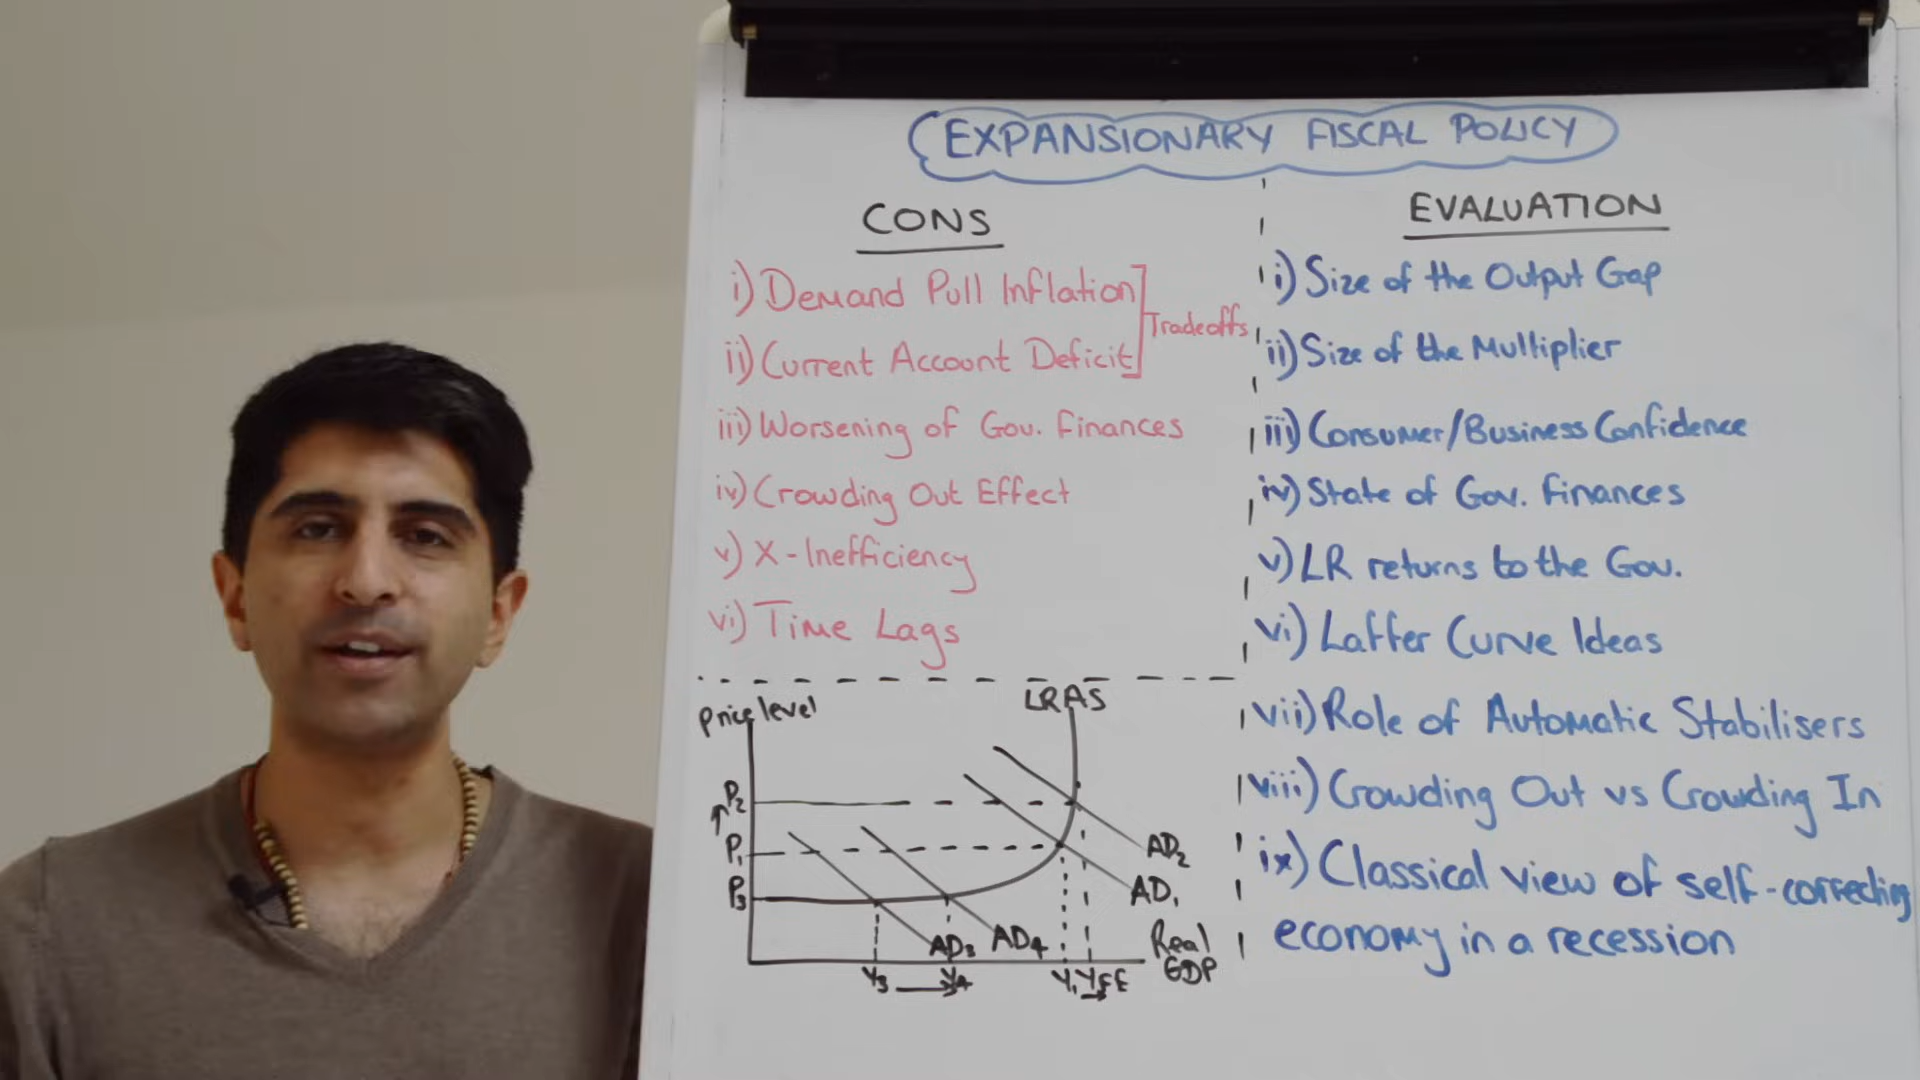 EXPANSIONARY FISCAL POLICY
CONS
i) Demand Pull Inflation
ii) Current Account Deficit
Tradeoffs
iii) Worsening of Gov. Finances
iv) Crowding Out Effect
v) X-Inefficiency
vi) Time Lags
EVALUATION
i) Size of the Output Gap
ii) Size of the Multiplier
iii) Consumer/Business Confidence
iv) State of Gov. Finances
v) LR returns to the Gov.
vi) Laffer Curve Ideas
vii) Role of Automatic Stabilisers
viii) Crowding Out vs Crowding In
ix) Classical view of self-correcting
economy in a recession
Price level
LRAS
P2
P1
P3
AD2
AD1
AD3
AD4
Real
GDP
Y3
Y4
Y1
YFE